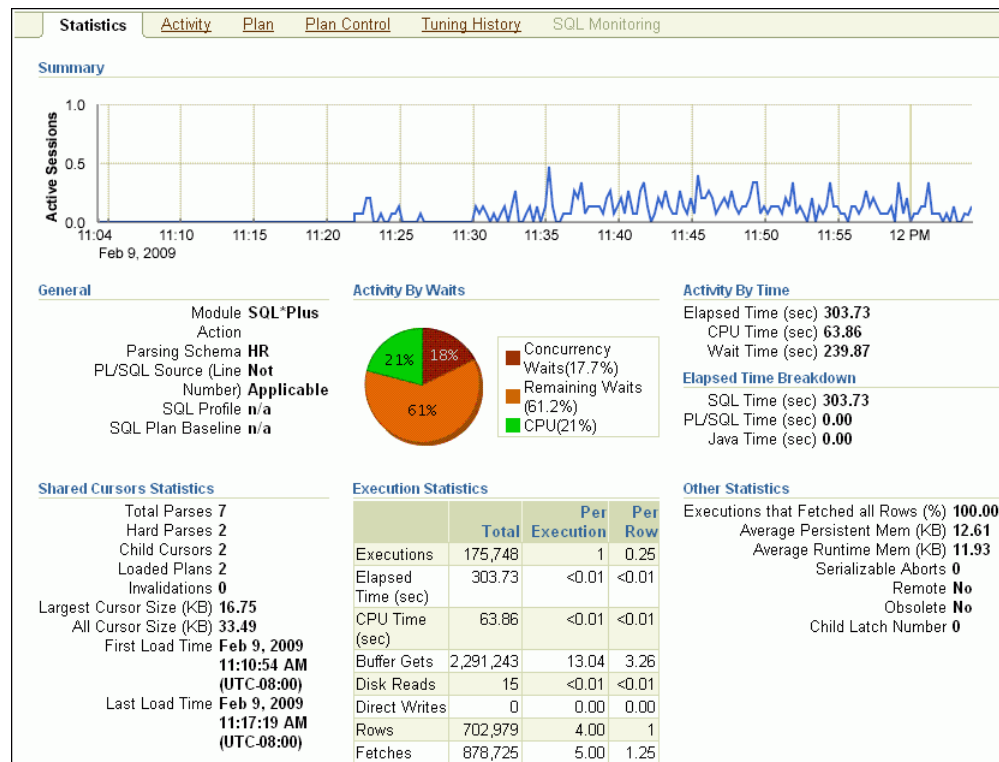 Statistics Activity Plan Plan Control Tuning History SQL Monitoring
Summary
Active Sessions
1.0
0.5
0.0
11:04 11:10 11:15 11:20 11:25 11:30 11:35 11:40 11:45 11:50 11:55 12 PM
Feb 9, 2009
General
Module SQL*Plus
Action
Parsing Schema HR
PL/SQL Source (Line Not
Number) Applicable
SQL Profile n/a
SQL Plan Baseline n/a
Activity By Waits
21% 18%
61%
Concurrency
Waits(17.7%)
Remaining Waits
(61.2%)
CPU(21%)
Activity By Time
Elapsed Time (sec) 303.73
CPU Time (sec) 63.86
Wait Time (sec) 239.87
Elapsed Time Breakdown
SQL Time (sec) 303.73
PL/SQL Time (sec) 0.00
Java Time (sec) 0.00
Shared Cursors Statistics
Total Parses 7
Hard Parses 2
Child Cursors 2
Loaded Plans 2
Invalidations 0
Largest Cursor Size (KB) 16.75
All Cursor Size (KB) 33.49
First Load Time Feb 9, 2009
11:10:54 AM
(UTC-08:00)
Last Load Time Feb 9, 2009
11:17:19 AM
(UTC-08:00)
Execution Statistics
Per Per
Total Execution Row
Executions 175,748 1 0.25
Elapsed 303.73 <0.01 <0.01
Time (sec)
CPU Time 63.86 <0.01 <0.01
(sec)
Buffer Gets 2,291,243 13.04 3.26
Disk Reads 15 <0.01 <0.01
Direct Writes 0 0.00 0.00
Rows 702,979 4.00 1
Fetches 878,725 5.00 1.25
Other Statistics
Executions that Fetched all Rows (%) 100.00
Average Persistent Mem (KB) 12.61
Average Runtime Mem (KB) 11.93
Serializable Aborts 0
Remote No
Obsolete No
Child Latch Number 0